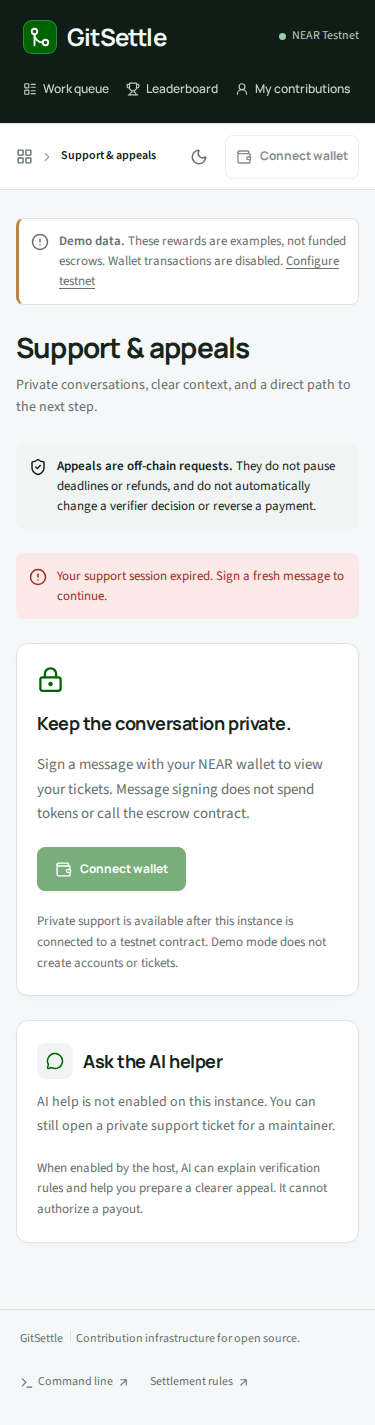 GitSettle
NEAR Testnet
Work queue
Leaderboard
My contributions
Support & appeals
Connect wallet
Demo data. These rewards are examples, not funded
escrows. Wallet transactions are disabled. Configure
testnet
Support & appeals
Private conversations, clear context, and a direct path to
the next step.
Appeals are off-chain requests. They do not pause
deadlines or refunds, and do not automatically
change a verifier decision or reverse a payment.
Your support session expired. Sign a fresh message to
continue.
Keep the conversation private.
Sign a message with your NEAR wallet to view
your tickets. Message signing does not spend
tokens or call the escrow contract.
Connect wallet
Private support is available after this instance is
connected to a testnet contract. Demo mode does not
create accounts or tickets.
Ask the AI helper
AI help is not enabled on this instance. You can
still open a private support ticket for a maintainer.
When enabled by the host, AI can explain verification
rules and help you prepare a clearer appeal. It cannot
authorize a payout.
GitSettle
Contribution infrastructure for open source.
Command line
Settlement rules